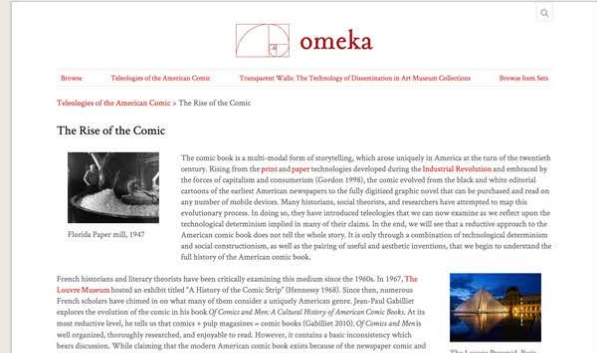 omeka
Browse Teleologies of the American Comic Transparent Walls: The Technology of Dissemination in Art Museum Collections Browse Item Sets
Teleologies of the American Comic » The Rise of the Comic
The Rise of the Comic
The comic book is a multi-modal form of storytelling, which arose uniquely in America at the turn of the twentieth
century. Rising from the print and paper technologies developed during the Industrial Revolution and embraced by
the forces of capitalism and consumerism (Gordon 1998), the comic evolved from the black and white editorial
cartoons of the earliest American newspapers to the fully digitized graphic novel that can be purchased and read on
any number of mobile devices. Many historians, social theorists, and researchers have attempted to map this
evolutionary process. In doing so, they have introduced teleologies that we can now examine as we reflect upon the
technological determinism implied in many of their claims. In the end, we will see that a reductive approach to the
American comic book does not tell the whole story. It is only through a combination of technological determinism
and social constructionism, as well as the pairing of useful and aesthetic inventions, that we begin to understand the
full history of the American comic book.
Florida Paper mill, 1947
French historians and literary theorists have been critically examining this medium since the 1960s. In 1967, The
Louvre Museum hosted an exhibit titled "A History of the Comic Strip" (Hennessy 1968). Since then, numerous
French scholars have chimed in on what many of them consider a uniquely American genre. Jean-Paul Gabilliet
explores the evolution of the comic in his book Of Comics and Men: A Cultural History of American Comic Books. At its
most reductive level, he tells us that comics + pulp magazines = comic books (Gabilliet 2010). Of Comics and Men is
well organized, thoroughly researched, and enjoyable to read. However, it contains a basic inconsistency which
bears discussion. While claiming that the modern American comic book exists because of the newspaper comic and